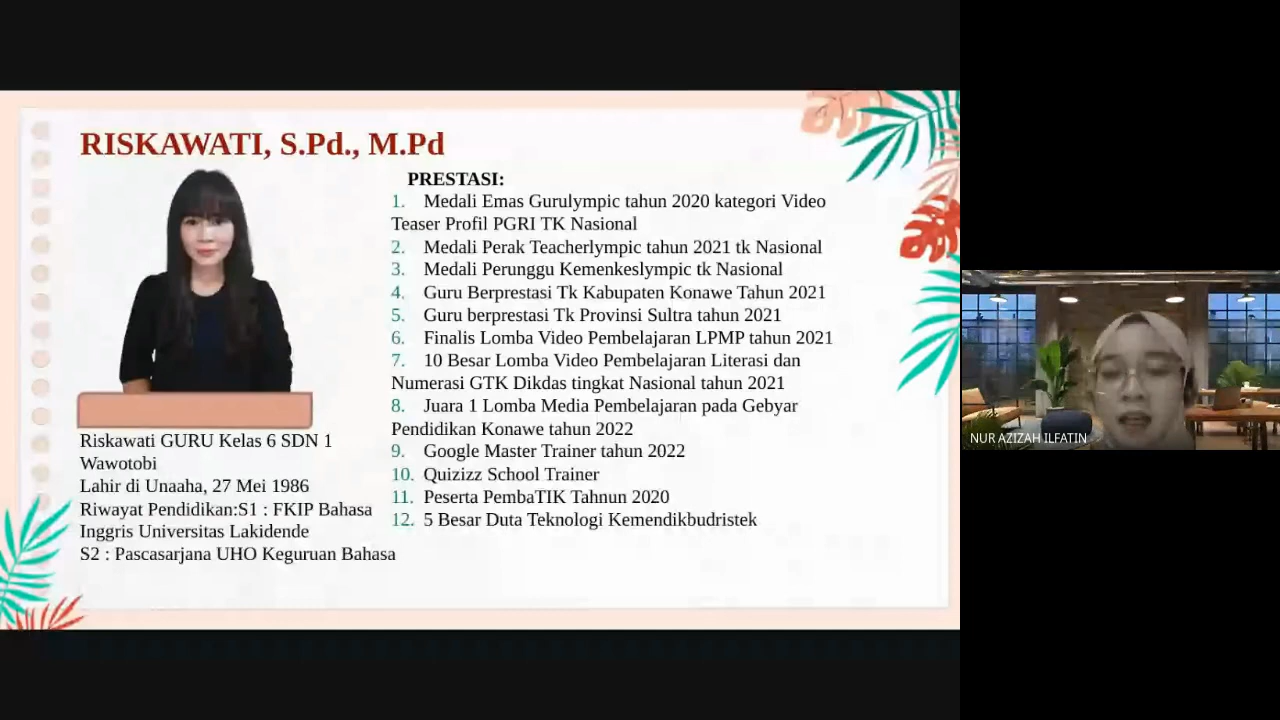 RISKAWATI, S.Pd., M.Pd
PRESTASI:
1. Medali Emas Gurulympic tahun 2020 kategori Video
Teaser Profil PGRI TK Nasional
2. Medali Perak Teacherlympic tahun 2021 tk Nasional
3. Medali Perunggu Kemenkeslympic tk Nasional
4. Guru Berprestasi Tk Kabupaten Konawe Tahun 2021
5. Guru berprestasi Tk Provinsi Sultra tahun 2021
6. Finalis Lomba Video Pembelajaran LPMP tahun 2021
7. 10 Besar Lomba Video Pembelajaran Literasi dan
Numerasi GTK Dikdas tingkat Nasional tahun 2021
8. Juara 1 Lomba Media Pembelajaran pada Gebyar
Pendidikan Konawe tahun 2022
9. Google Master Trainer tahun 2022
10. Quizizz School Trainer
11. Peserta PembaTIK Tahnun 2020
12. 5 Besar Duta Teknologi Kemendikbudristek
Riskawati GURU Kelas 6 SDN 1
Wawotobi
Lahir di Unaaha, 27 Mei 1986
Riwayat Pendidikan:S1 : FKIP Bahasa
Inggris Universitas Lakidende
S2 : Pascasarjana UHO Keguruan Bahasa
NUR AZIZAH ILFATIN